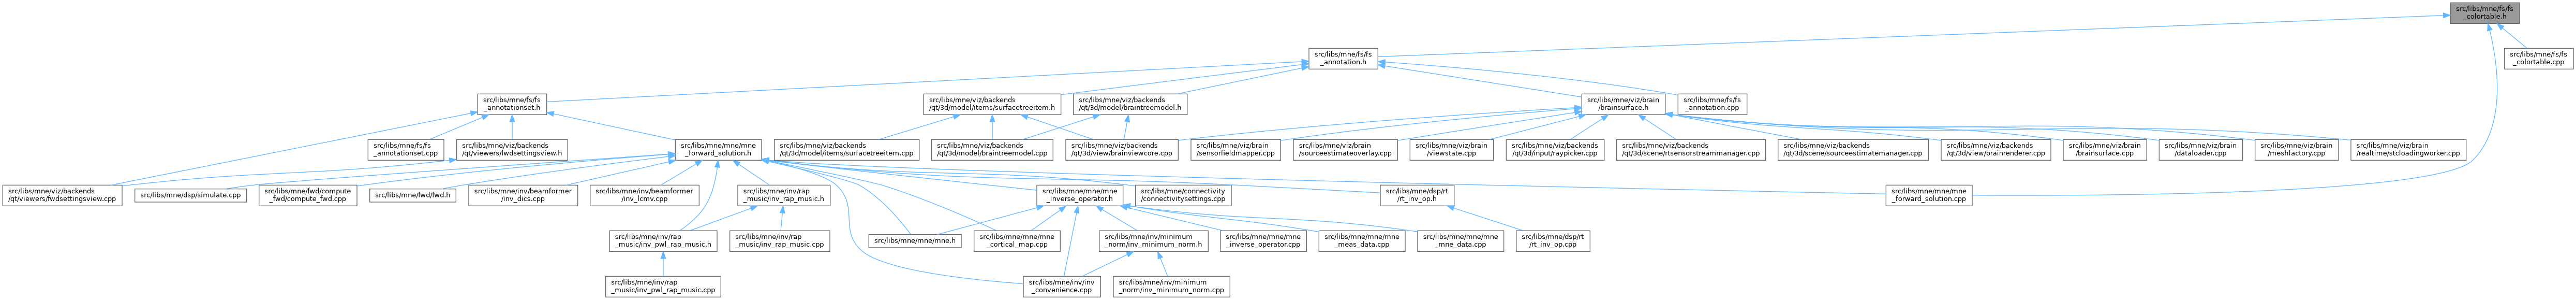 src/libs/mne/fs/fs
_colortable.h
src/libs/mne/fs/fs
_annotation.h
src/libs/mne/fs/fs
_colortable.cpp
src/libs/mne/fs/fs
_annotationset.h
src/libs/mne/viz/backends
/qt/3d/model/items/surfacetreeitem.h
src/libs/mne/viz/backends
/qt/3d/model/braintreemodel.h
src/libs/mne/viz/brain
/brainsurface.h
src/libs/mne/fs/fs
_annotation.cpp
src/libs/mne/fs/fs
_annotationset.cpp
src/libs/mne/viz/backends
/qt/viewers/fwdsettingsview.h
src/libs/mne/mne/mne
_forward_solution.h
src/libs/mne/viz/backends
/qt/3d/model/items/surfacetreeitem.cpp
src/libs/mne/viz/backends
/qt/3d/model/braintreemodel.cpp
src/libs/mne/viz/backends
/qt/3d/view/brainviewcore.cpp
src/libs/mne/viz/brain
/sensorfieldmapper.cpp
src/libs/mne/viz/brain
/sourceestimateoverlay.cpp
src/libs/mne/viz/brain
/viewstate.cpp
src/libs/mne/viz/backends
/qt/3d/input/raypicker.cpp
src/libs/mne/viz/backends
/qt/3d/scene/rtsensorstreammanager.cpp
src/libs/mne/viz/backends
/qt/3d/scene/sourceestimatemanager.cpp
src/libs/mne/viz/backends
/qt/3d/view/brainrenderer.cpp
src/libs/mne/viz/brain
/brainsurface.cpp
src/libs/mne/viz/brain
/dataloader.cpp
src/libs/mne/viz/brain
/meshfactory.cpp
src/libs/mne/viz/brain
/realtime/stcloadingworker.cpp
src/libs/mne/viz/backends
/qt/viewers/fwdsettingsview.cpp
src/libs/mne/dsp/simulate.cpp
src/libs/mne/fwd/compute
_fwd/compute_fwd.cpp
src/libs/mne/fwd/fwd.h
src/libs/mne/inv/beamformer
/inv_dics.cpp
src/libs/mne/inv/beamformer
/inv_lcmv.cpp
src/libs/mne/inv/rap
_music/inv_rap_music.h
src/libs/mne/mne/mne
_inverse_operator.h
src/libs/mne/connectivity
/connectivitysettings.cpp
src/libs/mne/dsp/rt
/rt_inv_op.h
src/libs/mne/mne/mne
_forward_solution.cpp
src/libs/mne/inv/rap
_music/inv_pwl_rap_music.h
src/libs/mne/inv/rap
_music/inv_rap_music.cpp
src/libs/mne/mne/mne.h
src/libs/mne/mne/mne
_cortical_map.cpp
src/libs/mne/inv/minimum
_norm/inv_minimum_norm.h
src/libs/mne/mne/mne
_inverse_operator.cpp
src/libs/mne/mne/mne
_meas_data.cpp
src/libs/mne/mne/mne
_mne_data.cpp
src/libs/mne/dsp/rt
/rt_inv_op.cpp
src/libs/mne/inv/rap
_music/inv_pwl_rap_music.cpp
src/libs/mne/inv/inv
_convenience.cpp
src/libs/mne/inv/minimum
_norm/inv_minimum_norm.cpp